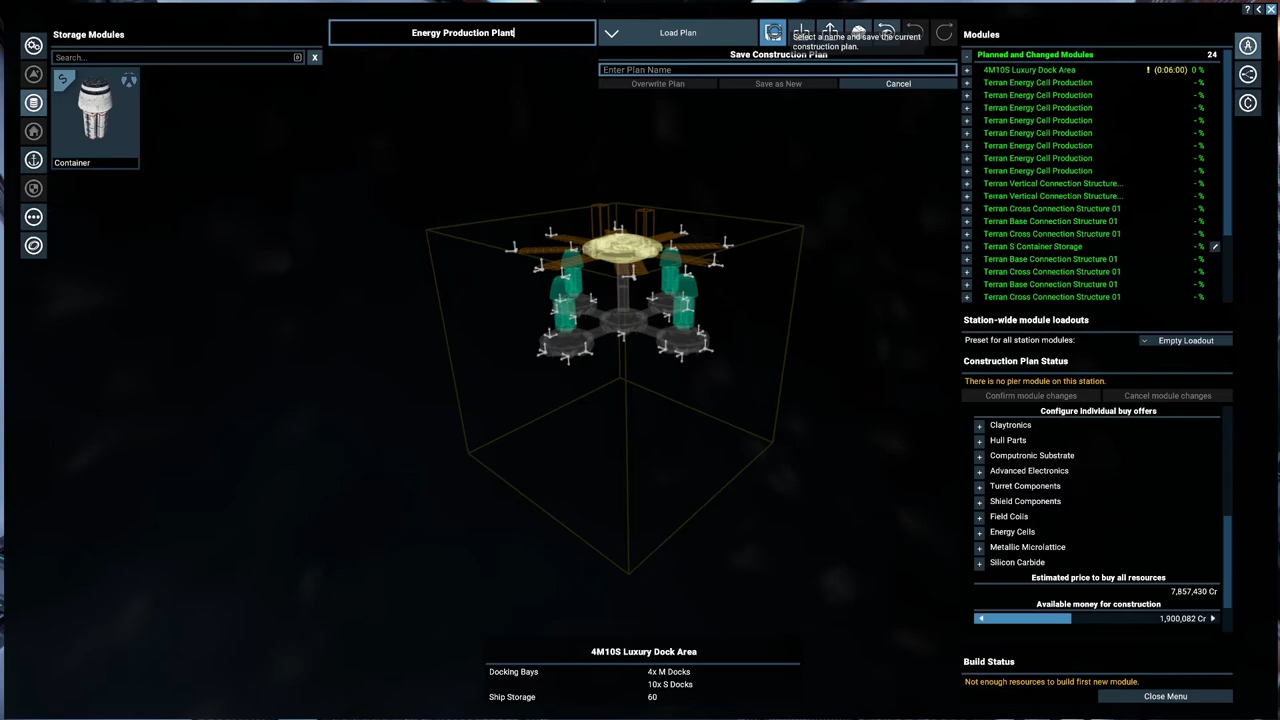 Storage Modules
Search...
X
S
Container
Energy Production Plant
Load Plan
Select a name and save the current
construction plan.
Save Construction Plan
Enter Plan Name
Overwrite Plan
Save as New
Cancel
Modules
- Planned and Changed Modules 24
+ 4M10S Luxury Dock Area ! (0:06:00) 0 %
+ Terran Energy Cell Production - %
+ Terran Energy Cell Production - %
+ Terran Energy Cell Production - %
+ Terran Energy Cell Production - %
+ Terran Energy Cell Production - %
+ Terran Energy Cell Production - %
+ Terran Energy Cell Production - %
+ Terran Energy Cell Production - %
+ Terran Vertical Connection Structure... - %
+ Terran Vertical Connection Structure... - %
+ Terran Cross Connection Structure 01 - %
+ Terran Base Connection Structure 01 - %
+ Terran Cross Connection Structure 01 - %
+ Terran S Container Storage - %
+ Terran Base Connection Structure 01 - %
+ Terran Cross Connection Structure 01 - %
+ Terran Base Connection Structure 01 - %
+ Terran Cross Connection Structure 01 - %
Station-wide module loadouts
Preset for all station modules: Empty Loadout
Construction Plan Status
There is no pier module on this station.
Confirm module changes
Cancel module changes
Configure individual buy offers
+ Claytronics
+ Hull Parts
+ Computronic Substrate
+ Advanced Electronics
+ Turret Components
+ Shield Components
+ Field Coils
+ Energy Cells
+ Metallic Microlattice
+ Silicon Carbide
Estimated price to buy all resources
7,857,430 Cr
Available money for construction
1,900,082 Cr
Build Status
Not enough resources to build first new module.
Close Menu
4M10S Luxury Dock Area
Docking Bays 4x M Docks
10x S Docks
Ship Storage 60